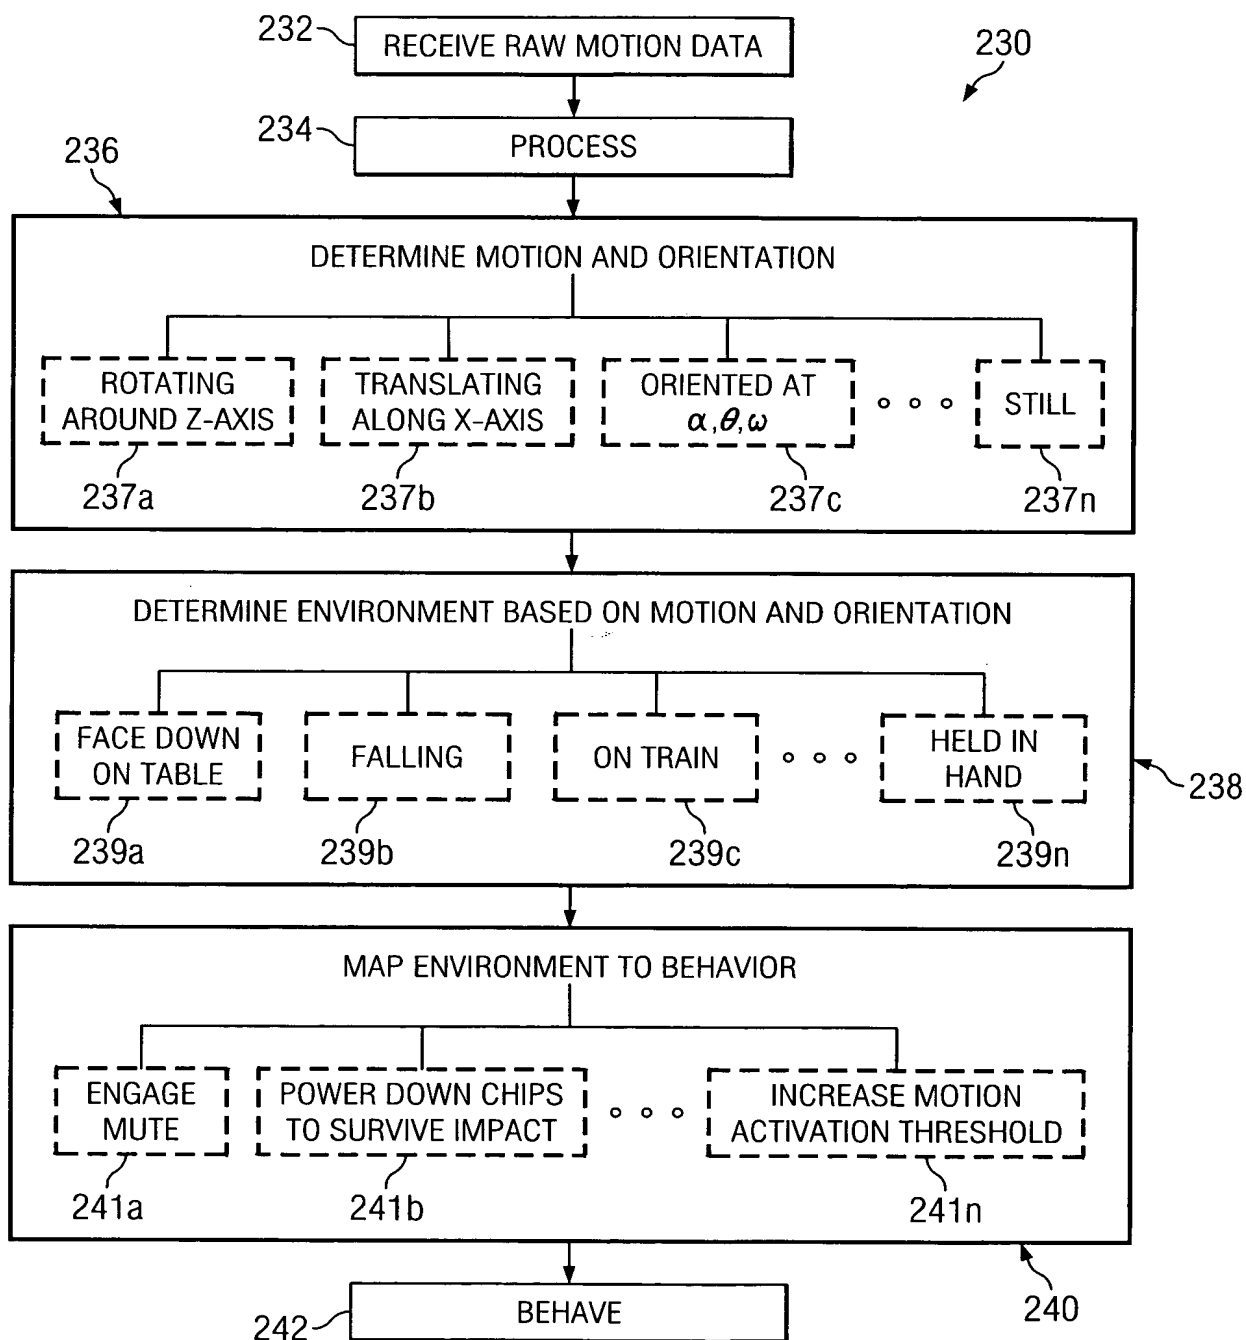 232
RECEIVE RAW MOTION DATA
230
234
PROCESS
236
DETERMINE MOTION AND ORIENTATION
ROTATING
AROUND Z-AXIS
TRANSLATING
ALONG X-AXIS
ORIENTED AT
α,θ,ω
STILL
237a
237b
237c
237n
DETERMINE ENVIRONMENT BASED ON MOTION AND ORIENTATION
FACE DOWN
ON TABLE
FALLING
ON TRAIN
HELD IN
HAND
238
239a
239b
239c
239n
MAP ENVIRONMENT TO BEHAVIOR
ENGAGE
MUTE
POWER DOWN CHIPS
TO SURVIVE IMPACT
INCREASE MOTION
ACTIVATION THRESHOLD
241a
241b
241n
240
BEHAVE
242